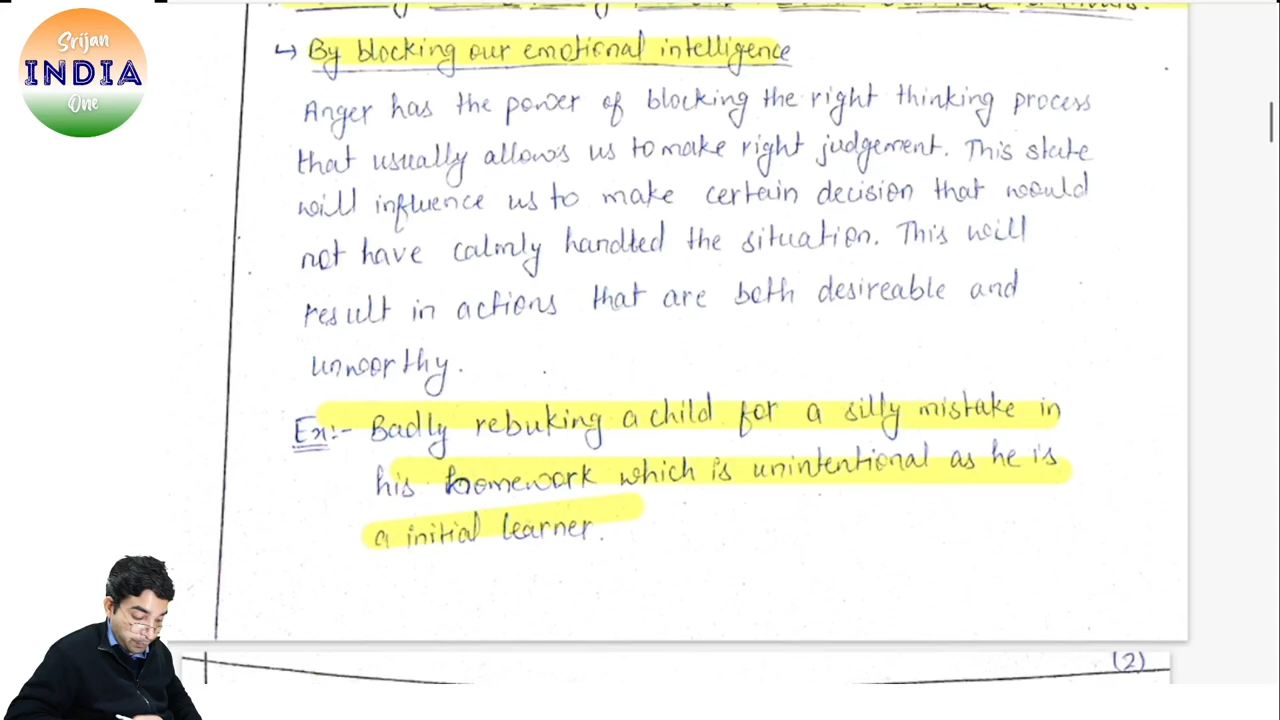 Srijan
INDIA
One
↳ By blocking our emotional intelligence
Anger has the power of blocking the right thinking process
that usually allows us to make right judgement. This state
will influence us to make certain decision that would
not have calmly handled the situation. This will
result in actions that are both desireable and
unworthy.
Ex:- Badly rebuking a child for a silly mistake in
his homework which is unintentional as he is
a initial learner.
(2)